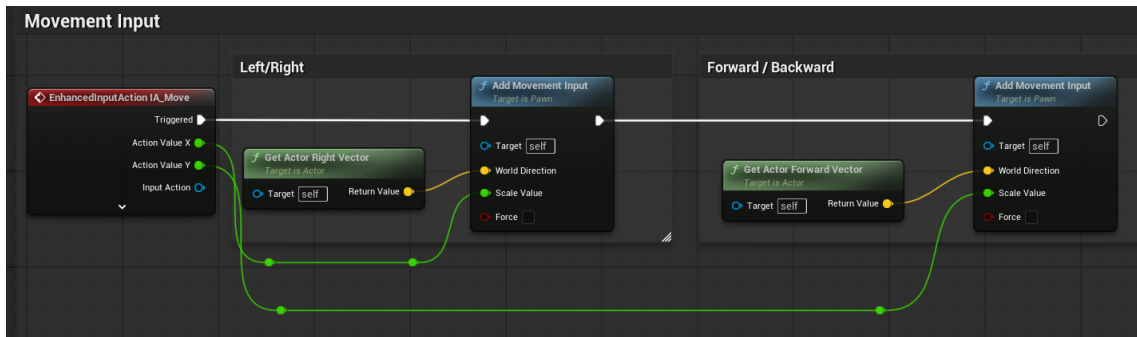 Movement Input
EnhancedInputAction IA_Move
Triggered
Action Value X
Action Value Y
Input Action
Left/Right
f Get Actor Right Vector
Target is Actor
Target self Return Value
f Add Movement Input
Target is Pawn
Target self
World Direction
Scale Value
Force
Forward / Backward
f Get Actor Forward Vector
Target is Actor
Target self Return Value
f Add Movement Input
Target is Pawn
Target self
World Direction
Scale Value
Force